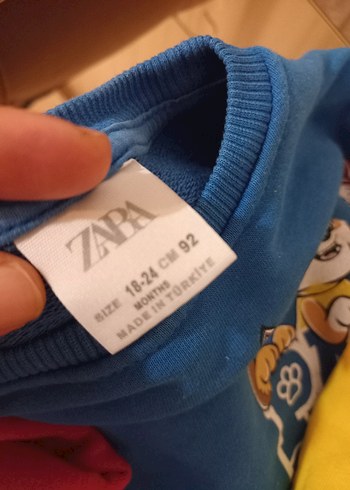 ZARA
SIZE 18-24 CM 92
MONTHS
MADE IN TÜRKİYE